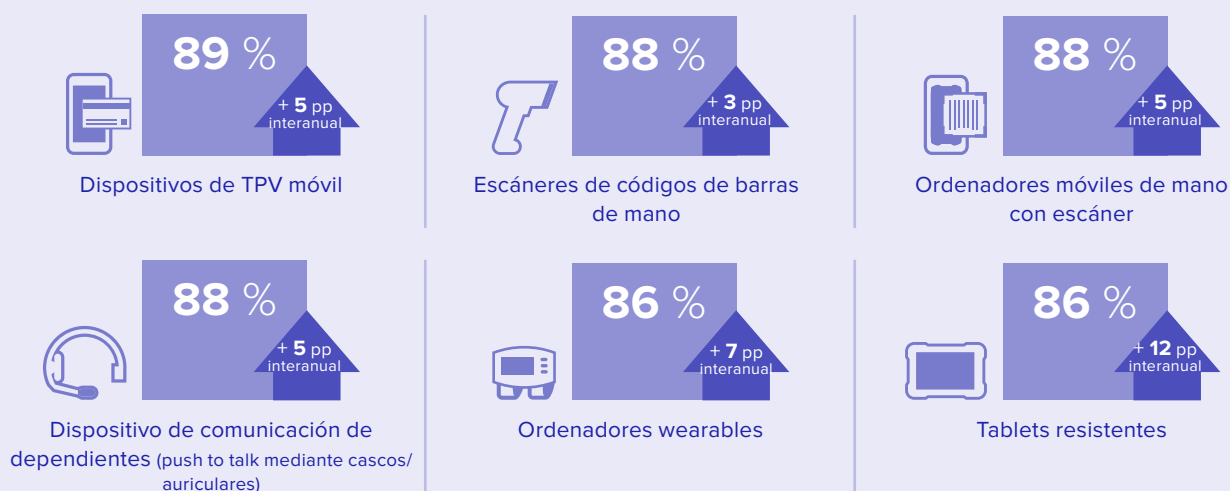 89 %
+ 5 pp
interanual
Dispositivos de TPV móvil
88 %
+ 3 pp
interanual
Escáneres de códigos de barras
de mano
88 %
+ 5 pp
interanual
Ordenadores móviles de mano
con escáner
88 %
+ 5 pp
interanual
Dispositivo de comunicación de
dependientes (push to talk mediante cascos/
auriculares)
86 %
+ 7 pp
interanual
Ordenadores wearables
86 %
+ 12 pp
interanual
Tablets resistentes